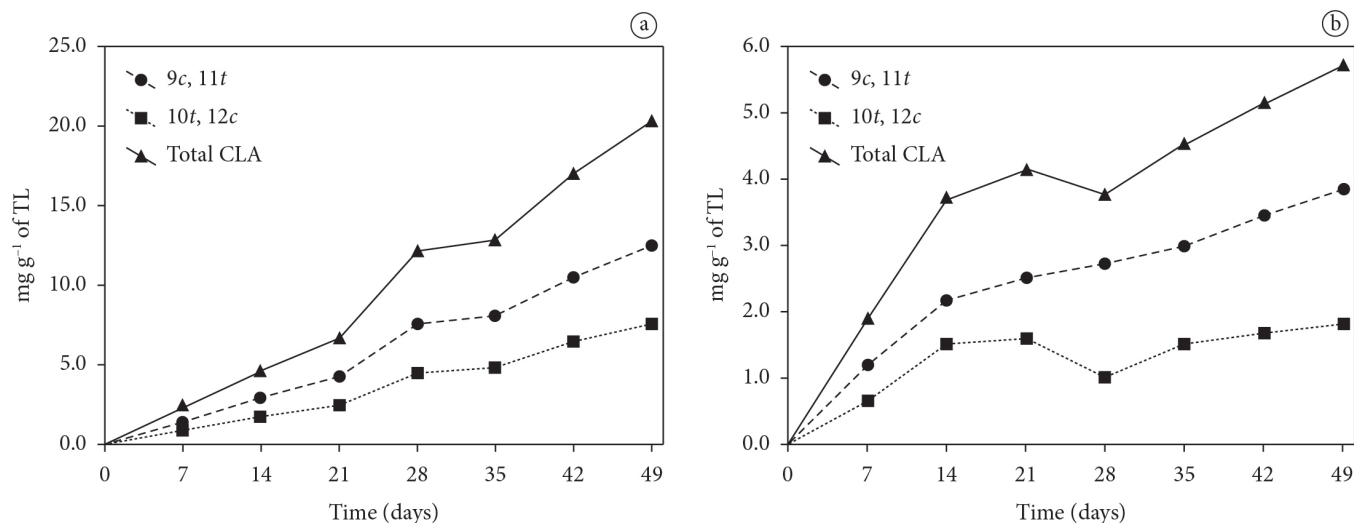 a
25.0
20.0
15.0
10.0
5.0
0.0
mg g⁻¹ of TL
9c, 11t
10t, 12c
Total CLA
0 7 14 21 28 35 42 49
Time (days)
b
6.0
5.0
4.0
3.0
2.0
1.0
0.0
mg g⁻¹ of TL
9c, 11t
10t, 12c
Total CLA
0 7 14 21 28 35 42 49
Time (days)